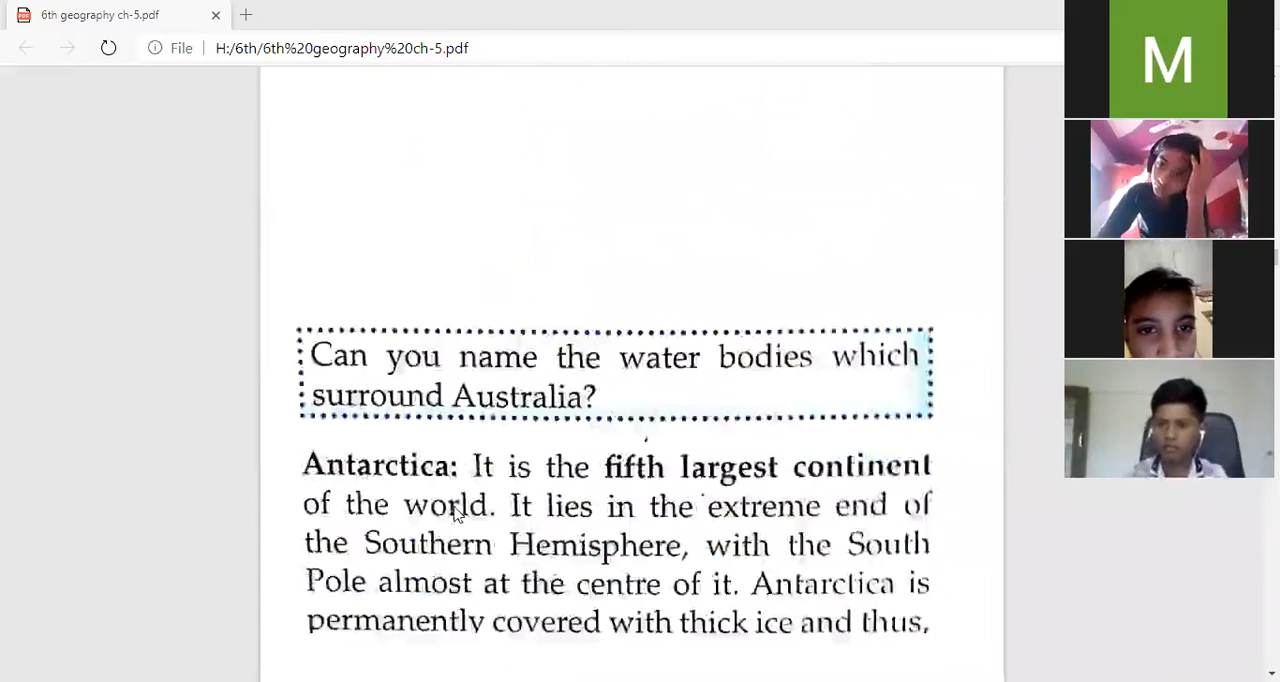 6th geography ch-5.pdf
File H:/6th/6th%20geography%20ch-5.pdf
M
Can you name the water bodies which
surround Australia?
Antarctica: It is the fifth largest continent
of the world. It lies in the extreme end of
the Southern Hemisphere, with the South
Pole almost at the centre of it. Antarctica is
permanently covered with thick ice and thus,